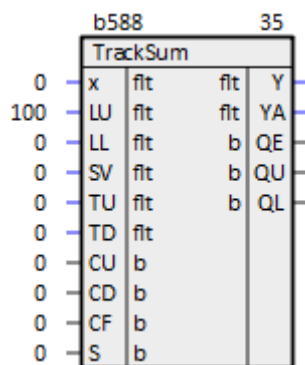 b588 35
TrackSum
0 x flt flt Y
100 LU flt flt YA
0 LL flt b QE
0 SV flt b QU
0 TU flt b QL
0 TD flt
0 CU b
0 CD b
0 CF b
0 S b